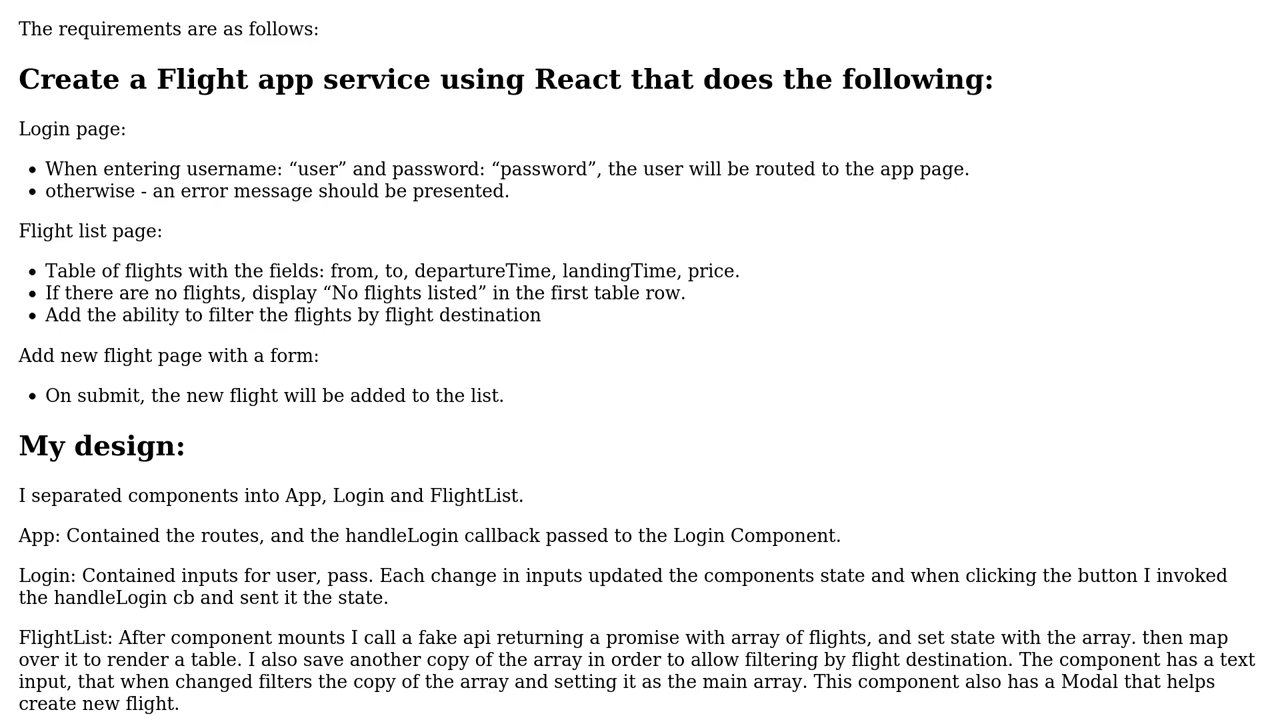 The requirements are as follows:
Create a Flight app service using React that does the following:
Login page:
• When entering username: “user” and password: “password”, the user will be routed to the app page.
• otherwise - an error message should be presented.
Flight list page:
• Table of flights with the fields: from, to, departureTime, landingTime, price.
• If there are no flights, display “No flights listed” in the first table row.
• Add the ability to filter the flights by flight destination
Add new flight page with a form:
• On submit, the new flight will be added to the list.
My design:
I separated components into App, Login and FlightList.
App: Contained the routes, and the handleLogin callback passed to the Login Component.
Login: Contained inputs for user, pass. Each change in inputs updated the components state and when clicking the button I invoked
the handleLogin cb and sent it the state.
FlightList: After component mounts I call a fake api returning a promise with array of flights, and set state with the array. then map
over it to render a table. I also save another copy of the array in order to allow filtering by flight destination. The component has a text
input, that when changed filters the copy of the array and setting it as the main array. This component also has a Modal that helps
create new flight.